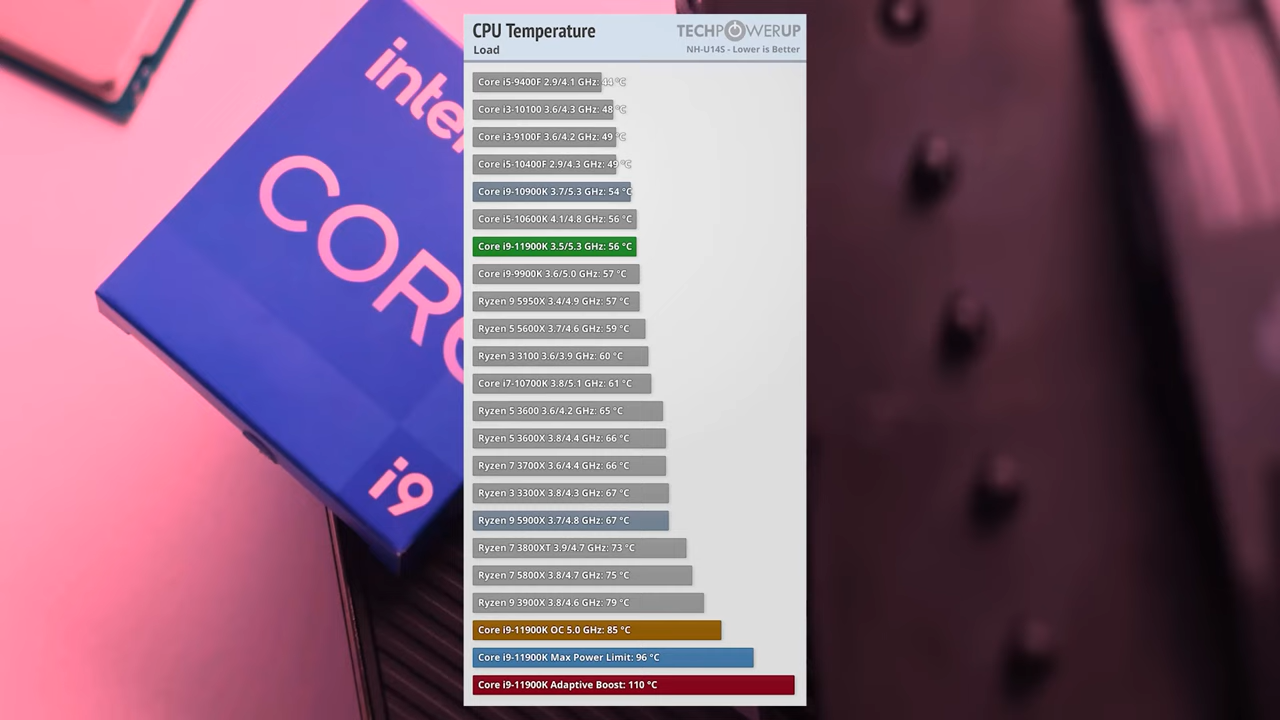 intel
CORE
i9
CPU Temperature
TECHPOWERUP
Load
NH-U14S - Lower is Better
Core i5-9400F 2.9/4.1 GHz: 44 °C
Core i3-10100 3.6/4.3 GHz: 48 °C
Core i3-9100F 3.6/4.2 GHz: 49 °C
Core i5-10400F 2.9/4.3 GHz: 49 °C
Core i9-10900K 3.7/5.3 GHz: 54 °C
Core i5-10600K 4.1/4.8 GHz: 56 °C
Core i9-11900K 3.5/5.3 GHz: 56 °C
Core i9-9900K 3.6/5.0 GHz: 57 °C
Ryzen 9 5950X 3.4/4.9 GHz: 57 °C
Ryzen 5 5600X 3.7/4.6 GHz: 59 °C
Ryzen 3 3100 3.6/3.9 GHz: 60 °C
Core i7-10700K 3.8/5.1 GHz: 61 °C
Ryzen 5 3600 3.6/4.2 GHz: 65 °C
Ryzen 5 3600X 3.8/4.4 GHz: 66 °C
Ryzen 7 3700X 3.6/4.4 GHz: 66 °C
Ryzen 3 3300X 3.8/4.3 GHz: 67 °C
Ryzen 9 5900X 3.7/4.8 GHz: 67 °C
Ryzen 7 3800XT 3.9/4.7 GHz: 73 °C
Ryzen 7 5800X 3.8/4.7 GHz: 75 °C
Ryzen 9 3900X 3.8/4.6 GHz: 79 °C
Core i9-11900K OC 5.0 GHz: 85 °C
Core i9-11900K Max Power Limit: 96 °C
Core i9-11900K Adaptive Boost: 110 °C